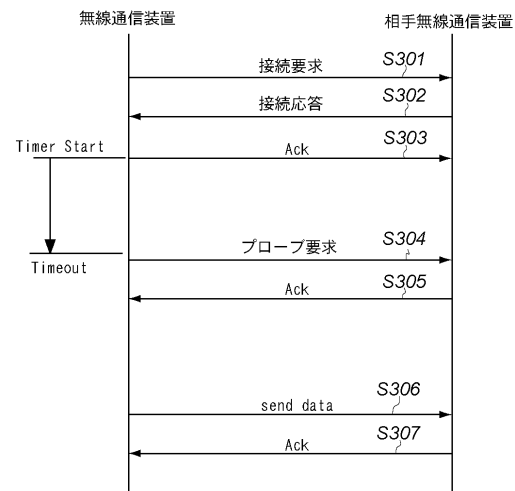 無線通信装置
相手無線通信装置
接続要求
S301
接続応答
S302
Timer Start
Ack
S303
プローブ要求
S304
Timeout
Ack
S305
send data
S306
Ack
S307